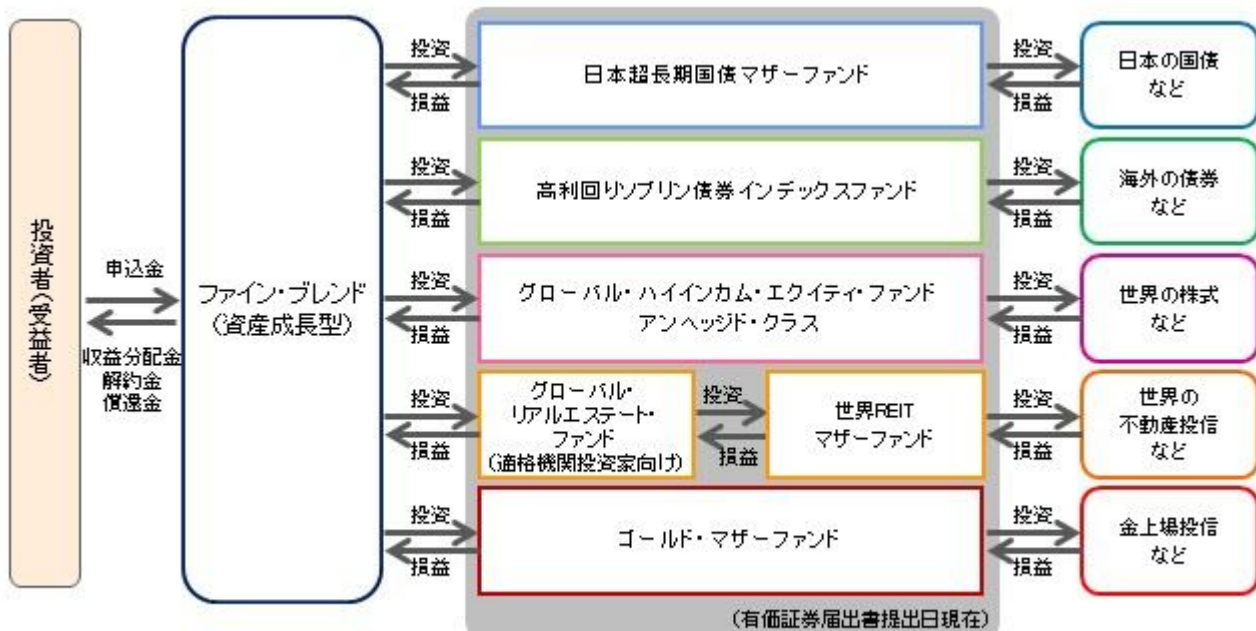 投資者(受益者)
申込金
収益分配金
解約金
償還金
ファイン・ブレンド
(資産成長型)
投資
損益
日本超長期国債マザーファンド
投資
損益
日本の国債
など
投資
損益
高利回りソブリン債券インデックスファンド
投資
損益
海外の債券
など
投資
損益
グローバル・ハイインカム・エクイティ・ファンド
アンヘッジド・クラス
投資
損益
世界の株式
など
投資
損益
グローバル・
リアルエステート・
ファンド
(適格機関投資家向け)
投資
損益
世界REIT
マザーファンド
投資
損益
世界の
不動産投信
など
投資
損益
ゴールド・マザーファンド
投資
損益
金上場投信
など
(有価証券届出書提出日現在)